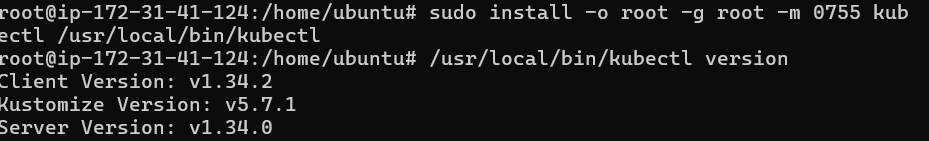 root@ip-172-31-41-124:/home/ubuntu# sudo install -o root -g root -m 0755 kub
ectl /usr/local/bin/kubectl
root@ip-172-31-41-124:/home/ubuntu# /usr/local/bin/kubectl version
Client Version: v1.34.2
Kustomize Version: v5.7.1
Server Version: v1.34.0